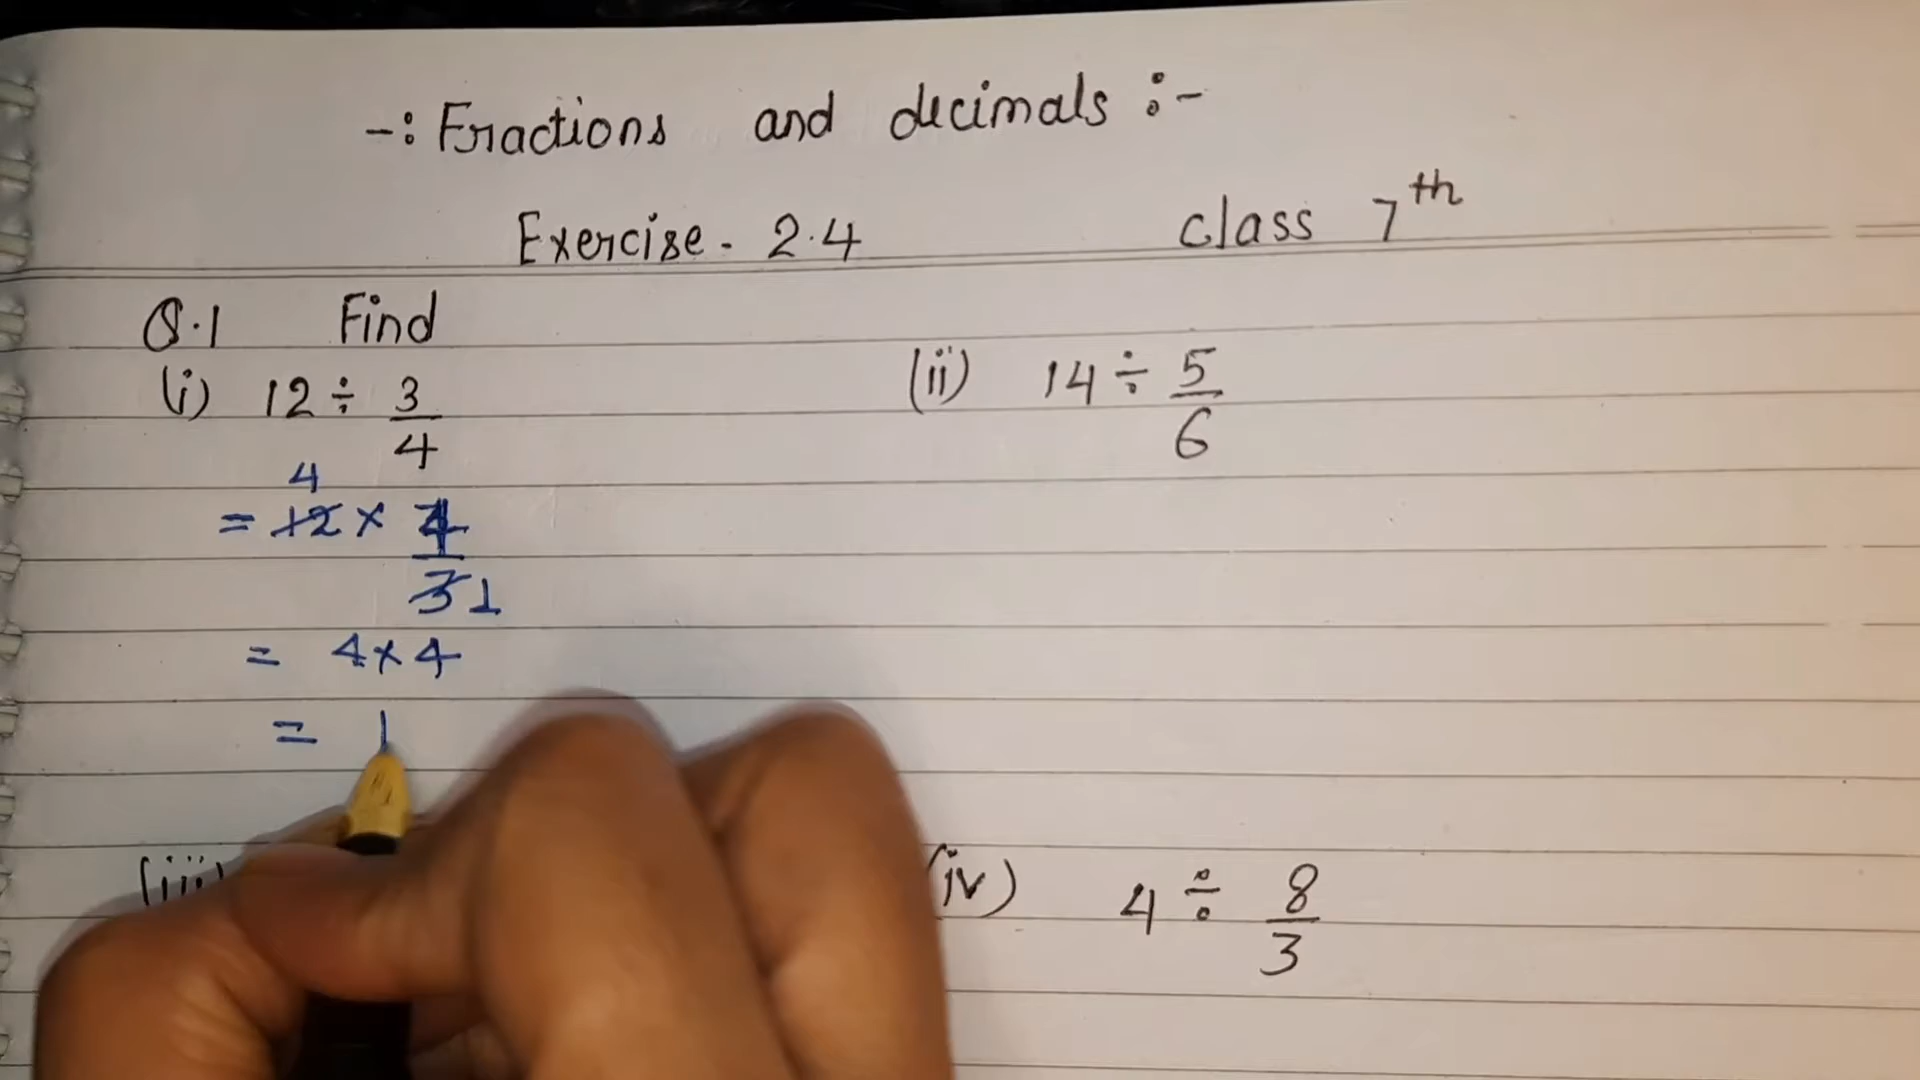 -: Fractions and decimals :-
Exercise - 2.4 class 7th
Q.1 Find
(i) 12 ÷ 3/4
(ii) 14 ÷ 5/6
4
= 12 × 4/3 1
= 4 × 4
= 1
(iii)
(iv) 4 ÷ 8/3